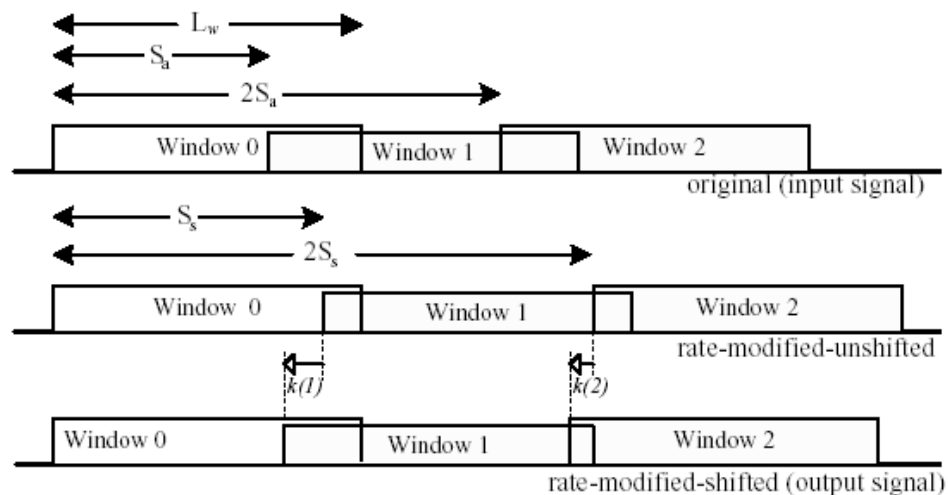 L_w
S_a
2S_a
Window 0 Window 1 Window 2
original (input signal)
S_s
2S_s
Window 0 Window 1 Window 2
rate-modified-unshifted
k(1) k(2)
Window 0 Window 1 Window 2
rate-modified-shifted (output signal)